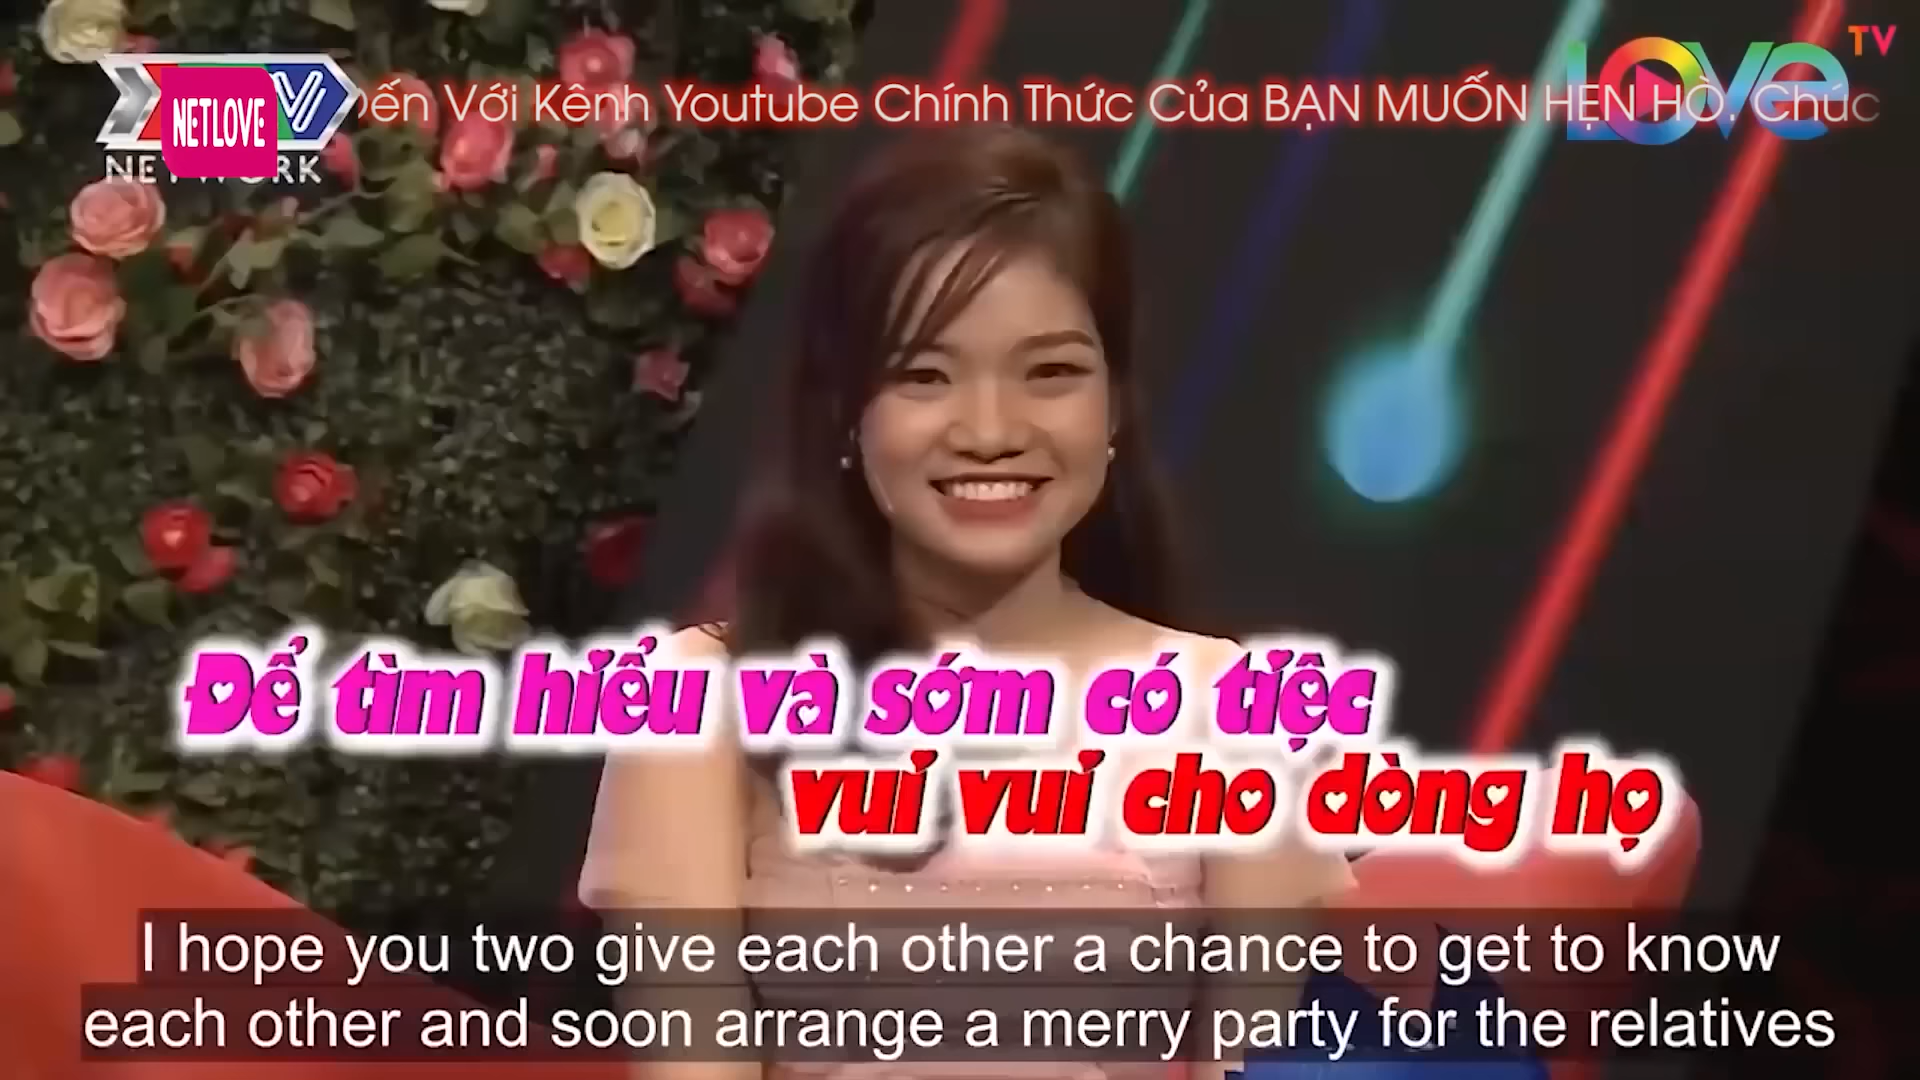 TV
LOVE
NETLOVE
Đến Với Kênh Youtube Chính Thức Của BẠN MUỐN HẸN HÒ. Chúc
NETWORK
Để tìm hiểu và sớm có tiệc
vui vui cho dòng họ
I hope you two give each other a chance to get to know
each other and soon arrange a merry party for the relatives